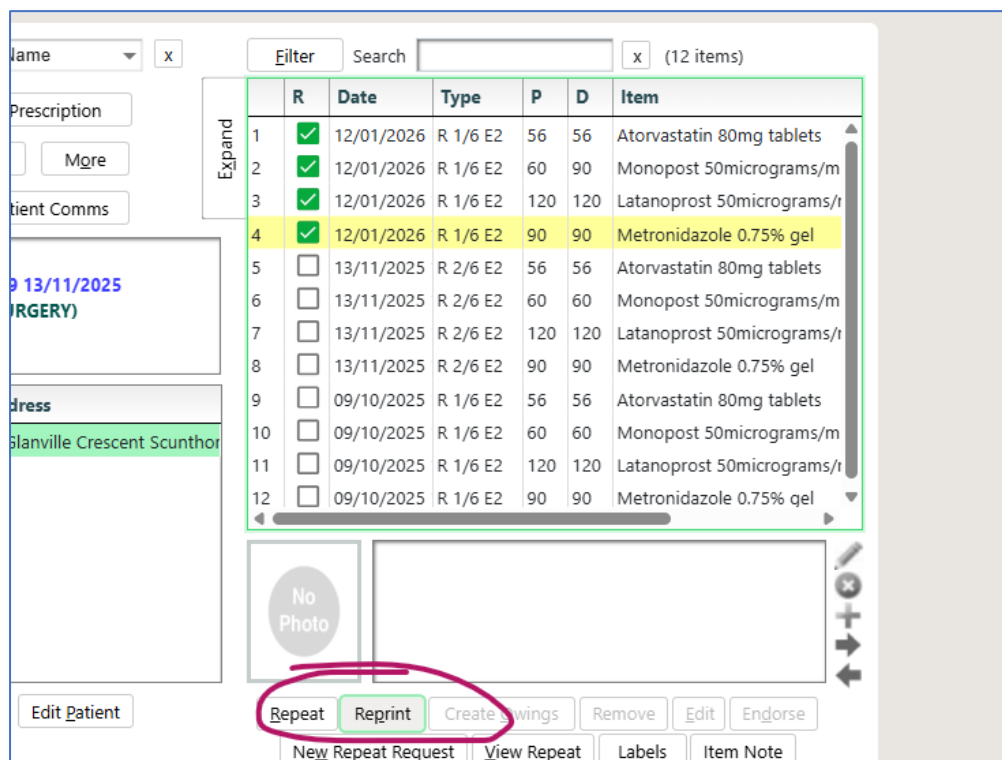 Name x Filter Search x (12 items)
Prescription
More
tient Comms
Expand
R Date Type P D Item
1 12/01/2026 R 1/6 E2 56 56 Atorvastatin 80mg tablets
2 12/01/2026 R 1/6 E2 60 90 Monopost 50micrograms/m
3 12/01/2026 R 1/6 E2 120 120 Latanoprost 50micrograms/
4 12/01/2026 R 1/6 E2 90 90 Metronidazole 0.75% gel
5 13/11/2025 R 2/6 E2 56 56 Atorvastatin 80mg tablets
6 13/11/2025 R 2/6 E2 60 60 Monopost 50micrograms/m
7 13/11/2025 R 2/6 E2 120 120 Latanoprost 50micrograms/
8 13/11/2025 R 2/6 E2 90 90 Metronidazole 0.75% gel
9 09/10/2025 R 1/6 E2 56 56 Atorvastatin 80mg tablets
10 09/10/2025 R 1/6 E2 60 60 Monopost 50micrograms/m
11 09/10/2025 R 1/6 E2 120 120 Latanoprost 50micrograms/
12 09/10/2025 R 1/6 E2 90 90 Metronidazole 0.75% gel
9 13/11/2025
RGERY)
dress
Glanville Crescent Scunthor
No
Photo
Edit Patient
Repeat Reprint Create Owings Remove Edit Endorse
New Repeat Request View Repeat Labels Item Note